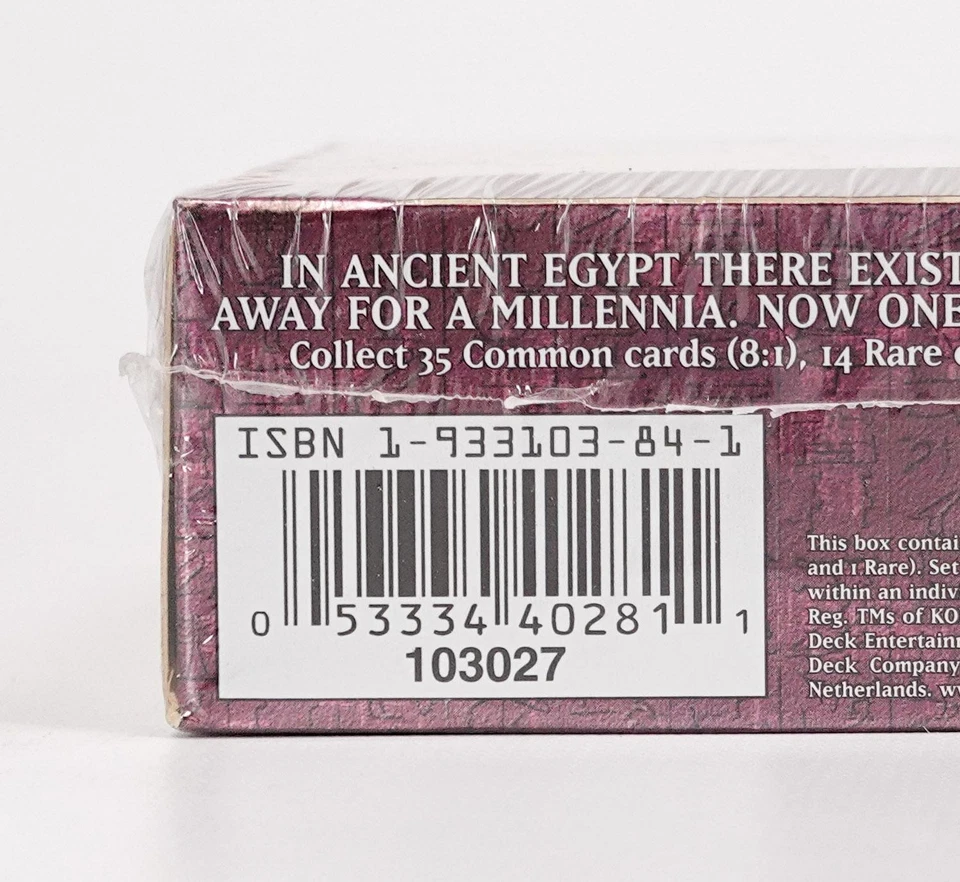 IN ANCIENT EGYPT THERE EXIST
AWAY FOR A MILLENNIA. NOW ONE
Collect 35 Common cards (8:1), 14 Rare
ISBN 1-933103-84-1
0 53334 40281 1
103027
This box contai
and 1 Rare). Set
within an indiv
Reg. TMs of KO
Deck Entertain
Deck Company
Netherlands. w